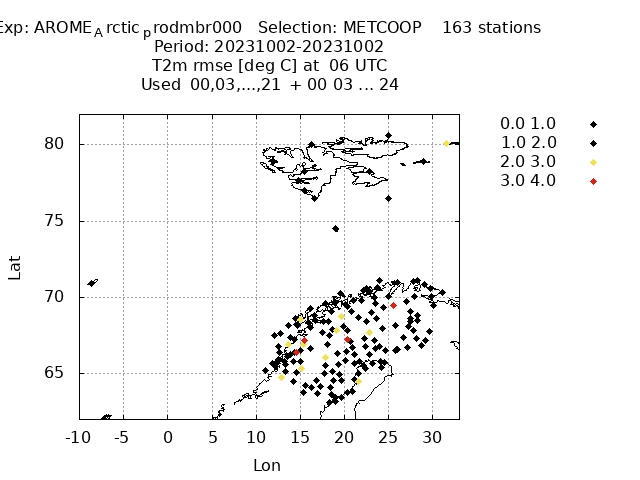 Exp: AROME_Arctic_prodmbr000 Selection: METCOOP 163 stations
Period: 20231002-20231002
T2m rmse [deg C] at 06 UTC
Used 00,03,...,21 + 00 03 ... 24
0.0 1.0
1.0 2.0
2.0 3.0
3.0 4.0
80
75
70
65
Lat
-10 -5 0 5 10 15 20 25 30
Lon